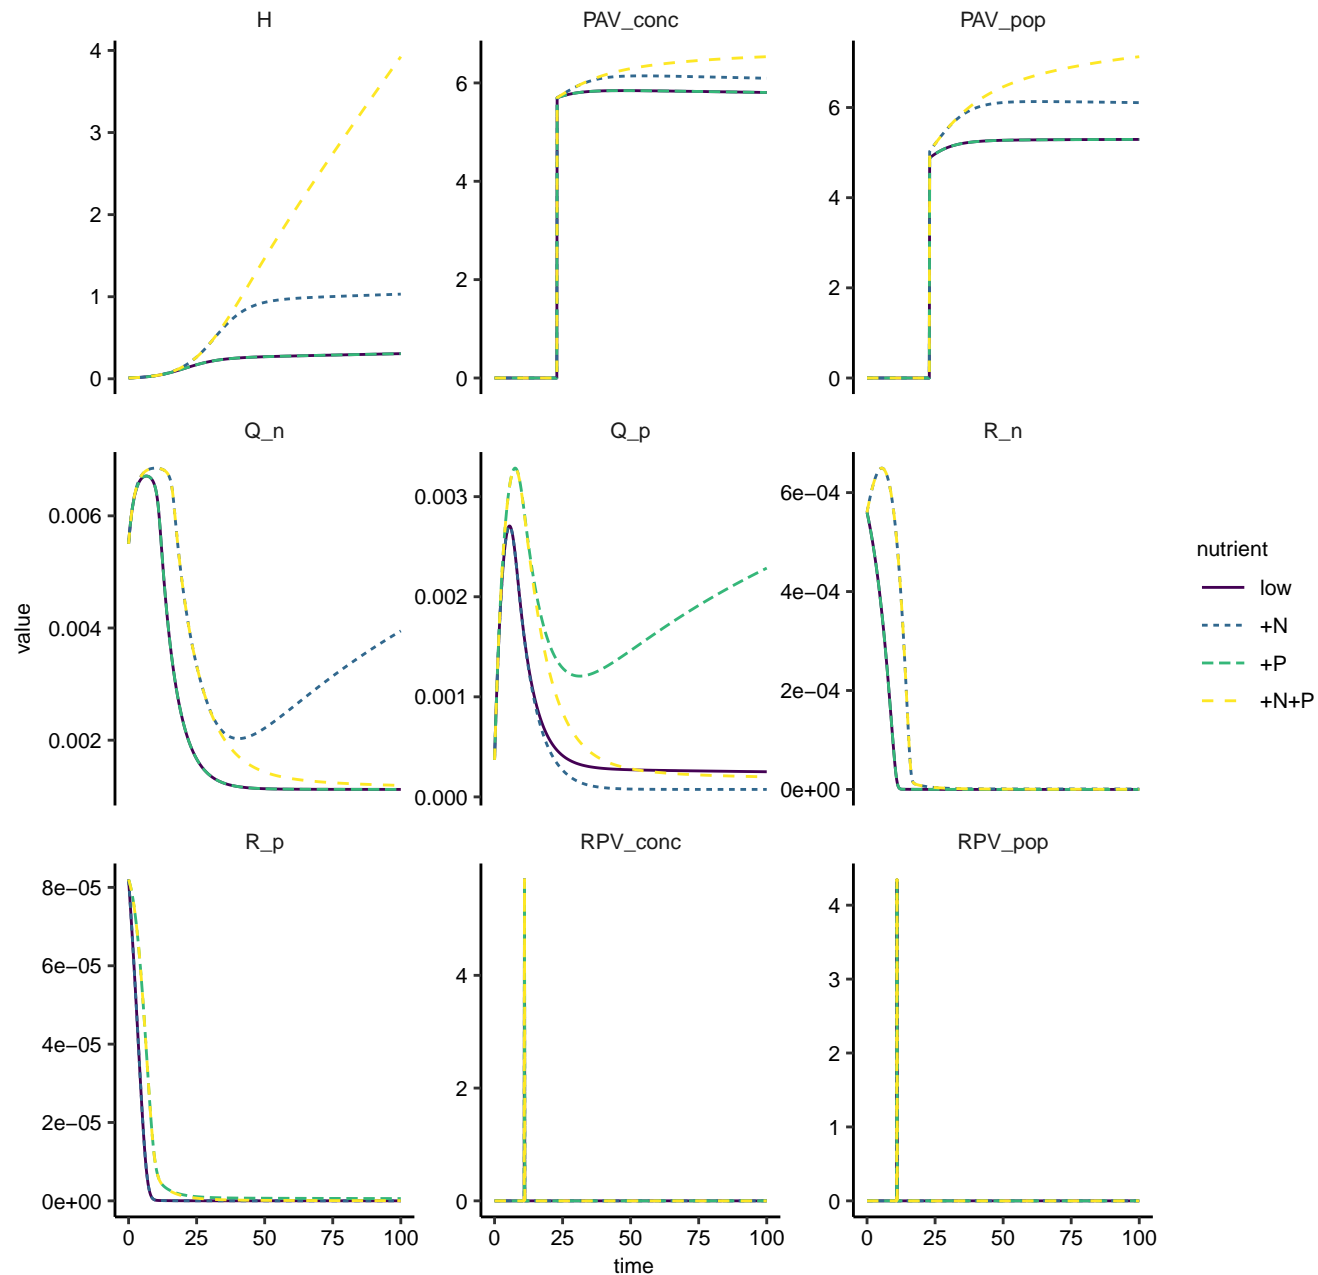 H
PAV_conc
PAV_pop
4
3
2
1
0
6
4
2
0
6
4
2
0
Q_n
Q_p
R_n
0.006
0.004
0.002
0.003
0.002
0.001
0.000
6e−04
4e−04
2e−04
0e+00
value
nutrient
low
+N
+P
+N+P
R_p
RPV_conc
RPV_pop
8e−05
6e−05
4e−05
2e−05
0e+00
4
2
0
4
3
2
1
0
0 25 50 75 100
0 25 50 75 100
0 25 50 75 100
time